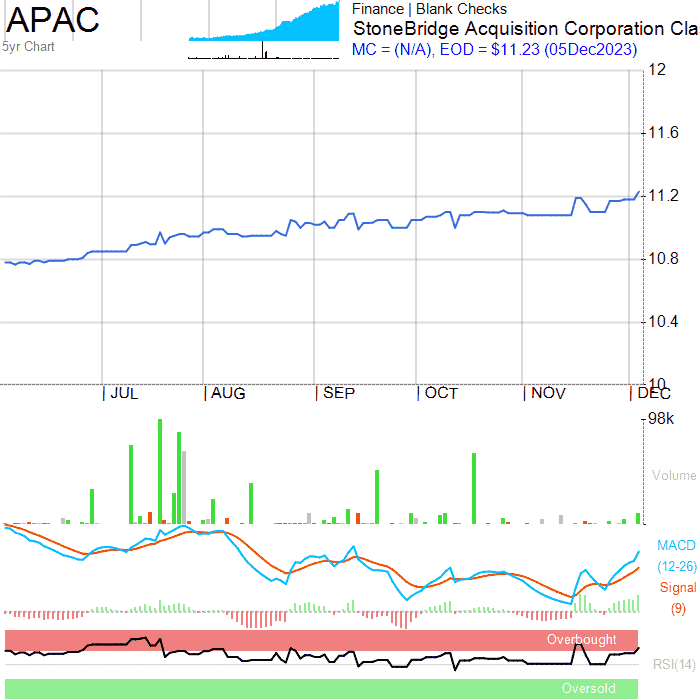 APAC
5yr Chart
Finance | Blank Checks
StoneBridge Acquisition Corporation Cla
MC = (N/A), EOD = $11.23 (05Dec2023)
12
11.6
11.2
10.8
10.4
10
| JUL | AUG | SEP | OCT | NOV | DEC
98k
Volume
MACD
(12-26)
Signal
(9)
Overbought
RSI(14)
Oversold